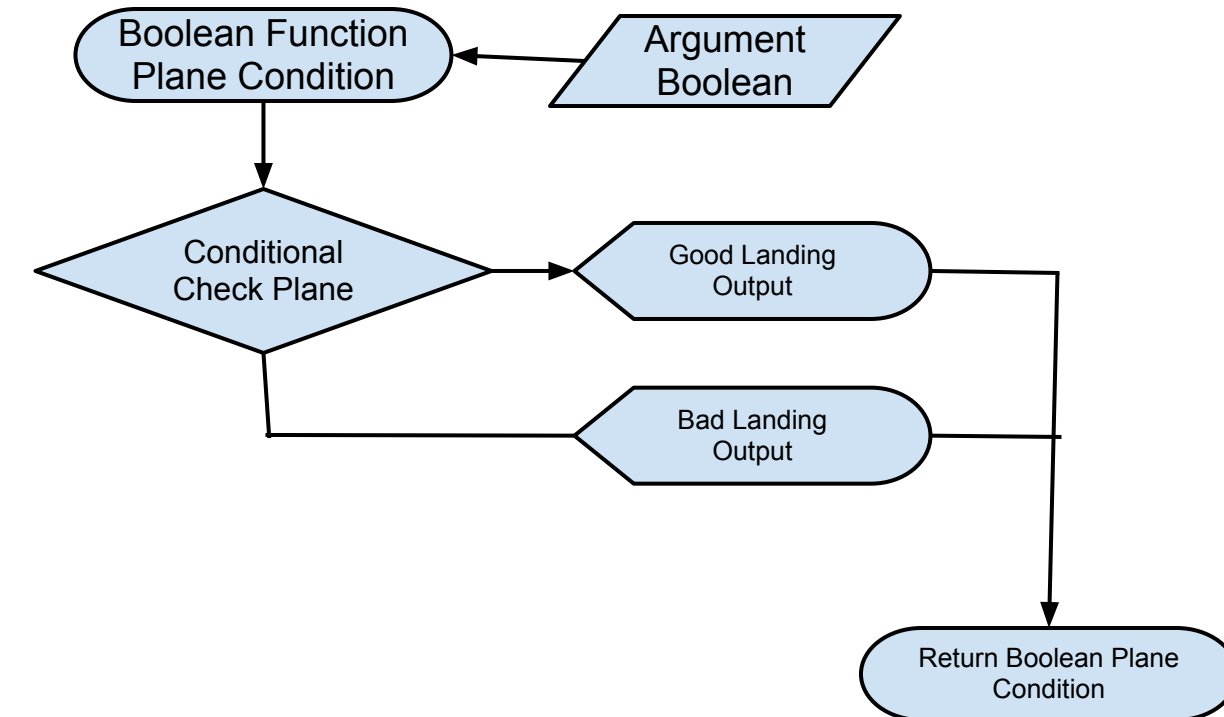 Boolean Function
Plane Condition
Argument
Boolean
Conditional
Check Plane
Good Landing
Output
Bad Landing
Output
Return Boolean Plane
Condition